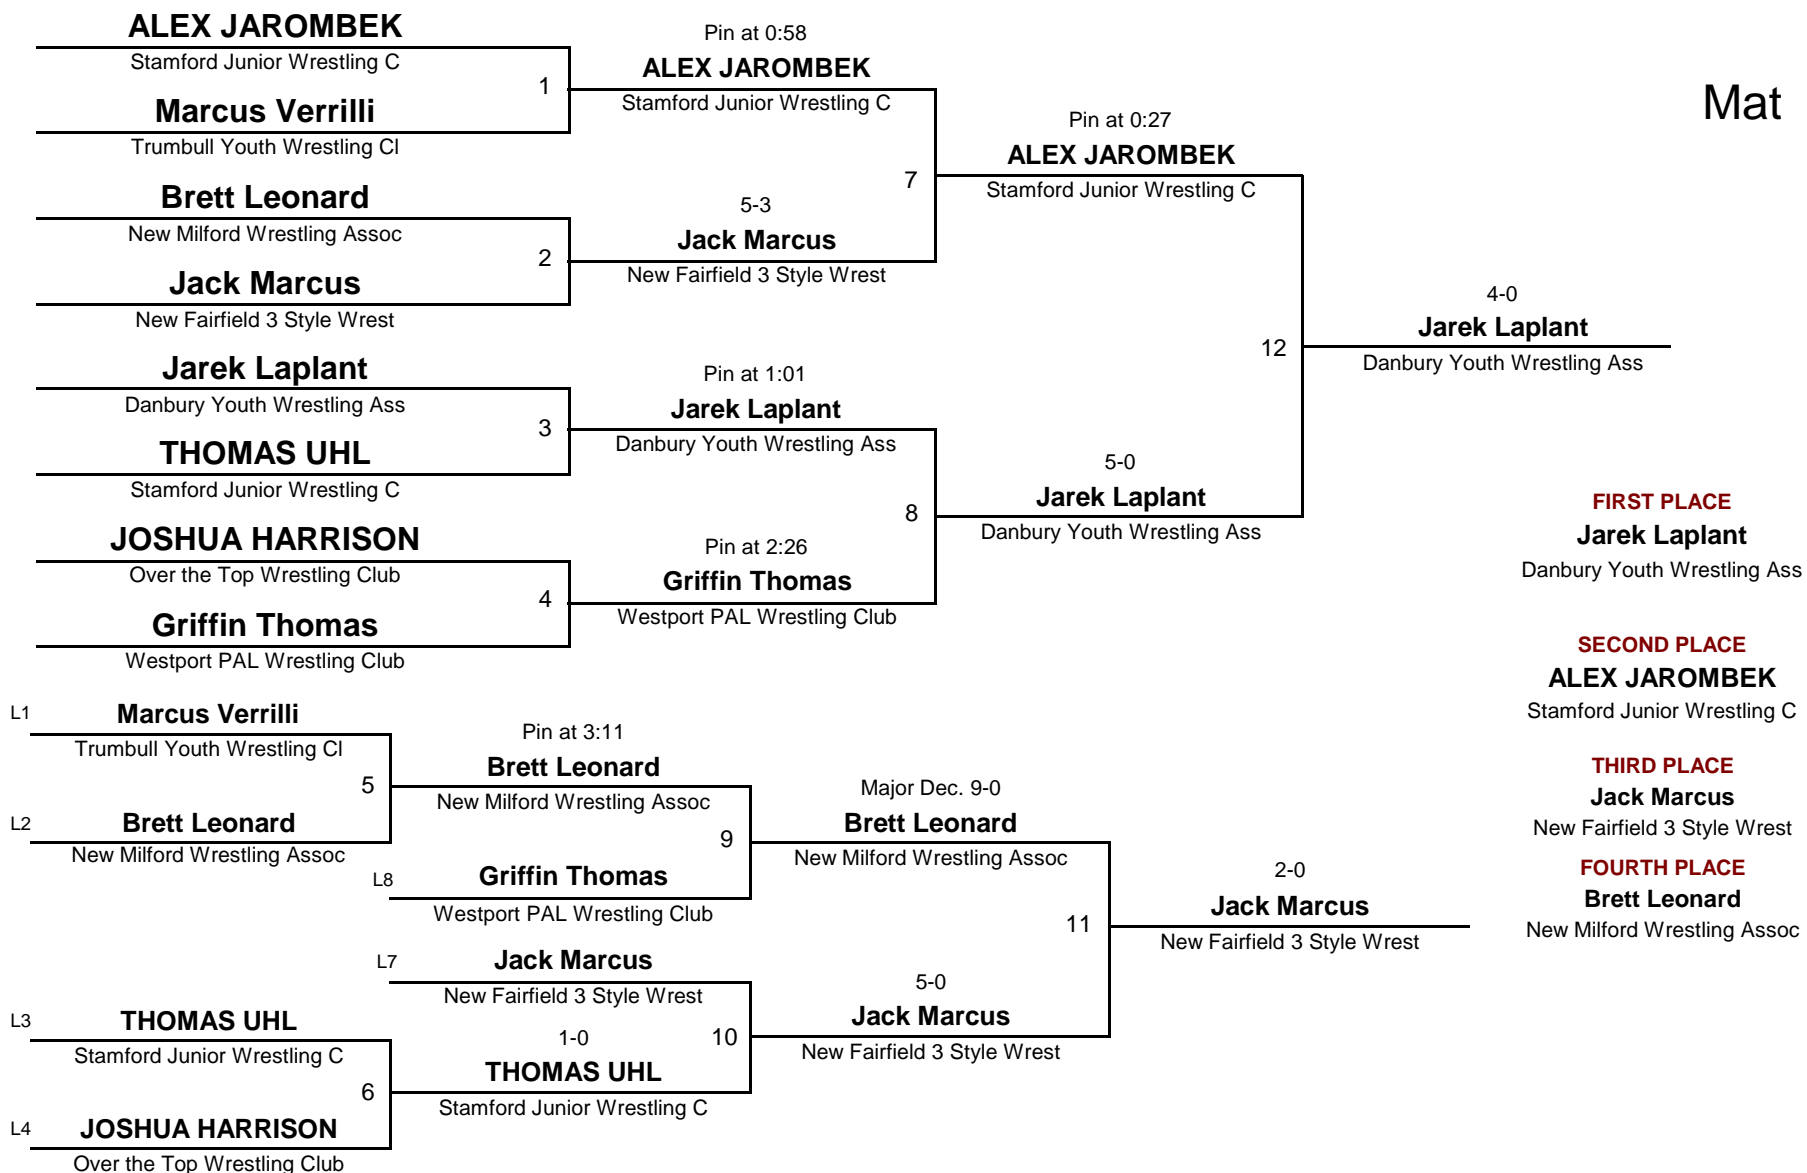 ALEX JAROMBEK
Stamford Junior Wrestling C
1
Marcus Verrilli
Trumbull Youth Wrestling Cl
Pin at 0:58
ALEX JAROMBEK
Stamford Junior Wrestling C
Mat
Brett Leonard
New Milford Wrestling Assoc
2
Jack Marcus
New Fairfield 3 Style Wrest
5-3
Jack Marcus
New Fairfield 3 Style Wrest
7
Pin at 0:27
ALEX JAROMBEK
Stamford Junior Wrestling C
Jarek Laplant
Danbury Youth Wrestling Ass
3
THOMAS UHL
Stamford Junior Wrestling C
Pin at 1:01
Jarek Laplant
Danbury Youth Wrestling Ass
JOSHUA HARRISON
Over the Top Wrestling Club
4
Griffin Thomas
Westport PAL Wrestling Club
Pin at 2:26
Griffin Thomas
Westport PAL Wrestling Club
8
5-0
Jarek Laplant
Danbury Youth Wrestling Ass
12
4-0
Jarek Laplant
Danbury Youth Wrestling Ass
FIRST PLACE
Jarek Laplant
Danbury Youth Wrestling Ass
SECOND PLACE
ALEX JAROMBEK
Stamford Junior Wrestling C
THIRD PLACE
Jack Marcus
New Fairfield 3 Style Wrest
FOURTH PLACE
Brett Leonard
New Milford Wrestling Assoc
L1
Marcus Verrilli
Trumbull Youth Wrestling Cl
5
L2
Brett Leonard
New Milford Wrestling Assoc
Pin at 3:11
Brett Leonard
New Milford Wrestling Assoc
9
L8
Griffin Thomas
Westport PAL Wrestling Club
Major Dec. 9-0
Brett Leonard
New Milford Wrestling Assoc
L7
Jack Marcus
New Fairfield 3 Style Wrest
10
L3
THOMAS UHL
Stamford Junior Wrestling C
6
L4
JOSHUA HARRISON
Over the Top Wrestling Club
1-0
THOMAS UHL
Stamford Junior Wrestling C
5-0
Jack Marcus
New Fairfield 3 Style Wrest
11
2-0
Jack Marcus
New Fairfield 3 Style Wrest